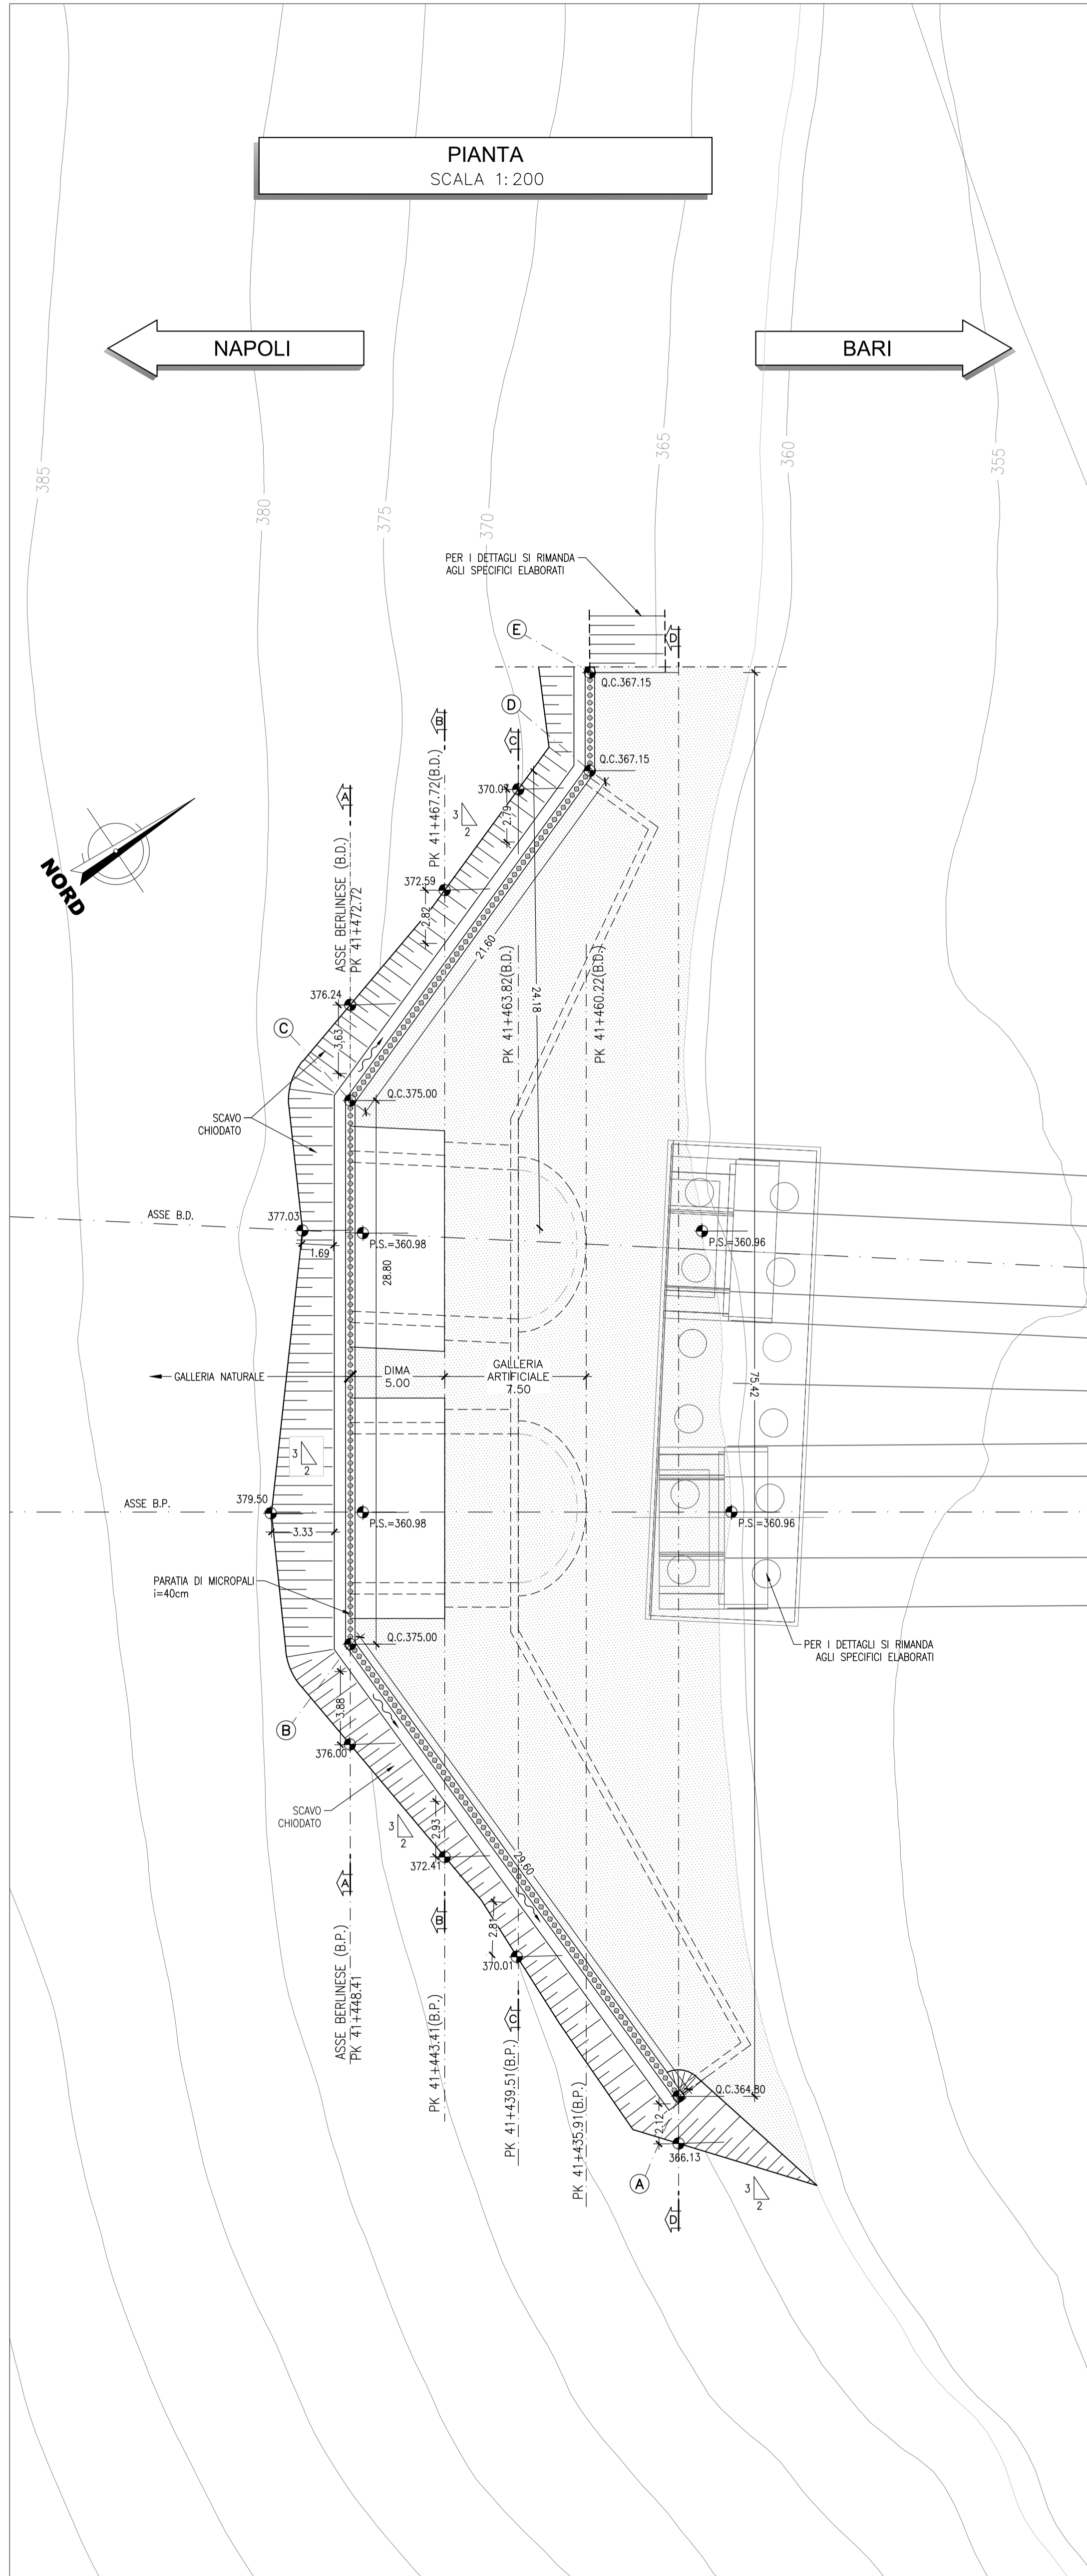 PIANTA
SCALA 1:200
NAPOLI
BARI
385
380
375
370
365
360
355
PER I DETTAGLI SI RIMANDA
AGLI SPECIFICI ELABORATI
E
D
Q.C.367.15
D
B
C
Q.C.367.15
370.07
A
PK 41+467.72(B.D.)
3
2
2.79
NORD
ASSE BERLINESE (B.D.)
PK 41+472.72
372.59
2.82
21.60
24.18
PK 41+463.82(B.D.)
PK 41+460.22(B.D.)
376.24
C
3.63
Q.C.375.00
SCAVO
CHIODATO
ASSE B.D.
377.03
P.S.=360.98
P.S.=360.96
1.69
28.80
GALLERIA NATURALE
DIMA
5.00
GALLERIA
ARTIFICIALE
7.50
75.42
3
2
379.50
ASSE B.P.
P.S.=360.98
P.S.=360.96
3.33
PARATIA DI MICROPALI
i=40cm
Q.C.375.00
PER I DETTAGLI SI RIMANDA
AGLI SPECIFICI ELABORATI
3.88
B
376.00
SCAVO
CHIODATO
3
2
2.93
372.41
29.60
A
B
2.81
370.01
ASSE BERLINESE (B.P.)
PK 41+448.41
PK 41+443.41(B.P.)
C
PK 41+439.51(B.P.)
PK 41+435.91(B.P.)
Q.C.364.80
2.12
366.13
A
3
2
D